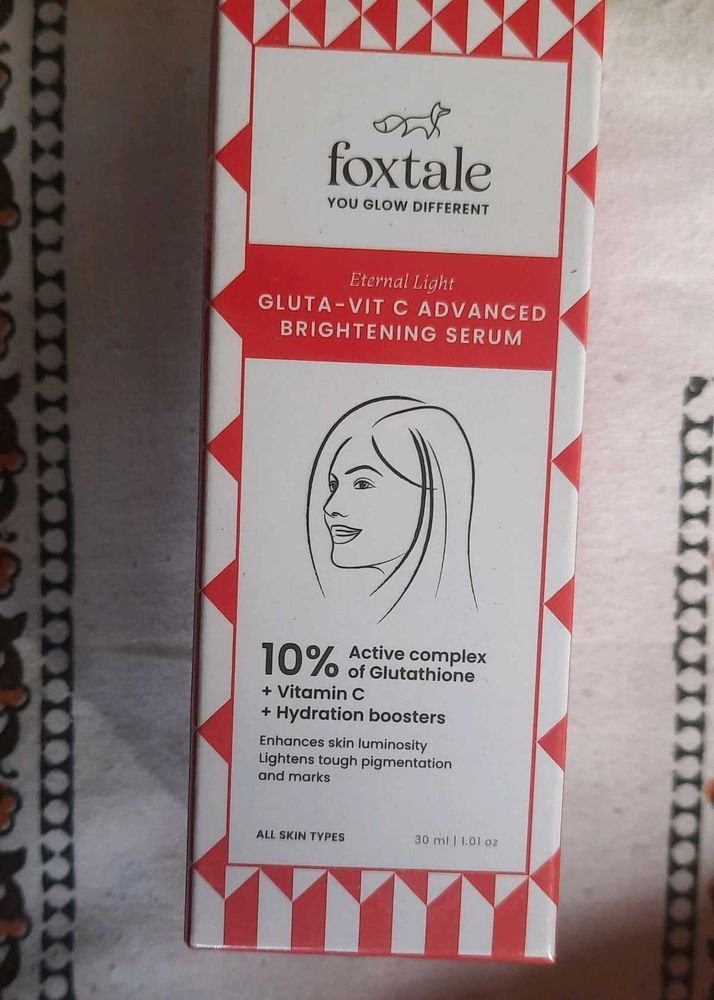 foxtale
YOU GLOW DIFFERENT
Eternal Light
GLUTA-VIT C ADVANCED
BRIGHTENING SERUM
10% Active complex
of Glutathione
+ Vitamin C
+ Hydration boosters
Enhances skin luminosity
Lightens tough pigmentation
and marks
ALL SKIN TYPES 30 ml | 1.01 oz